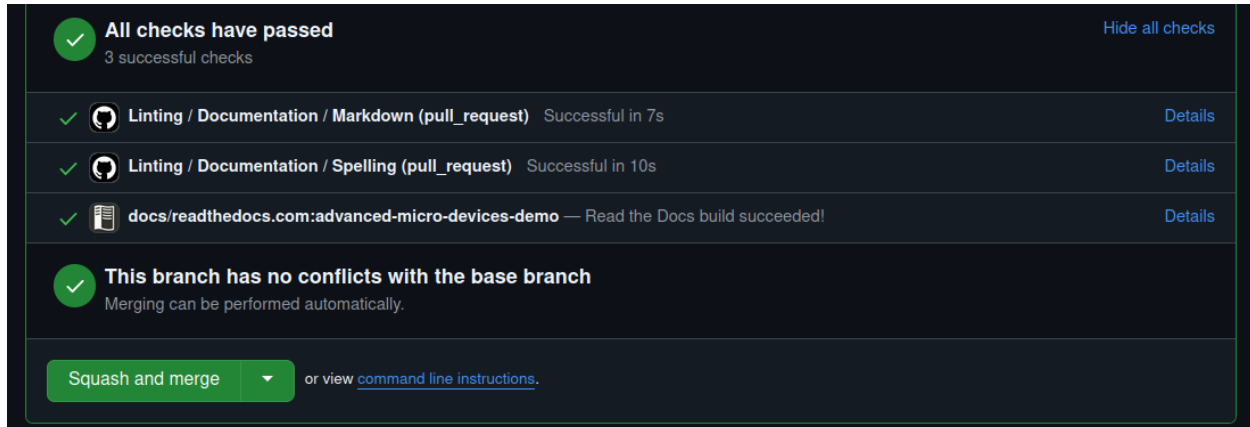 All checks have passed
Hide all checks
3 successful checks
Linting / Documentation / Markdown (pull_request) Successful in 7s Details
Linting / Documentation / Spelling (pull_request) Successful in 10s Details
docs/readthedocs.com:advanced-micro-devices-demo — Read the Docs build succeeded! Details
This branch has no conflicts with the base branch
Merging can be performed automatically.
Squash and merge or view command line instructions.